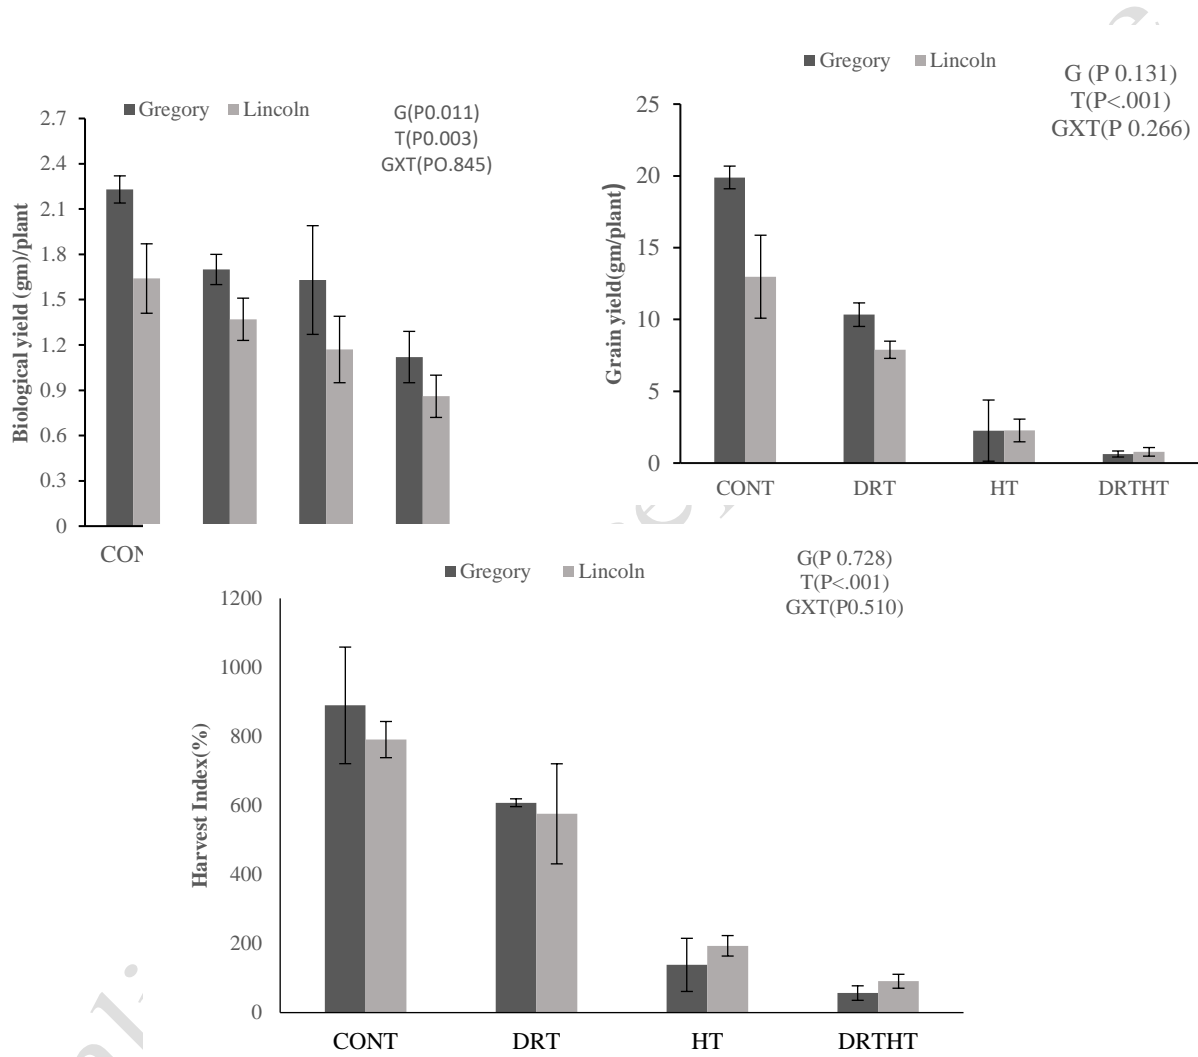 Gregory Lincoln
G(P0.011)
T(P0.003)
GXT(PO.845)
Biological yield (gm)/plant
2.7
2.4
2.1
1.8
1.5
1.2
0.9
0.6
0.3
0
Gregory Lincoln
G (P 0.131)
T(P<.001)
GXT(P 0.266)
Grain yield(gm/plant)
25
20
15
10
5
0
CONT DRT HT DRTHT
Gregory Lincoln
G(P 0.728)
T(P<.001)
GXT(P0.510)
Harvest Index(%)
1200
1000
800
600
400
200
0
CONT DRT HT DRTHT